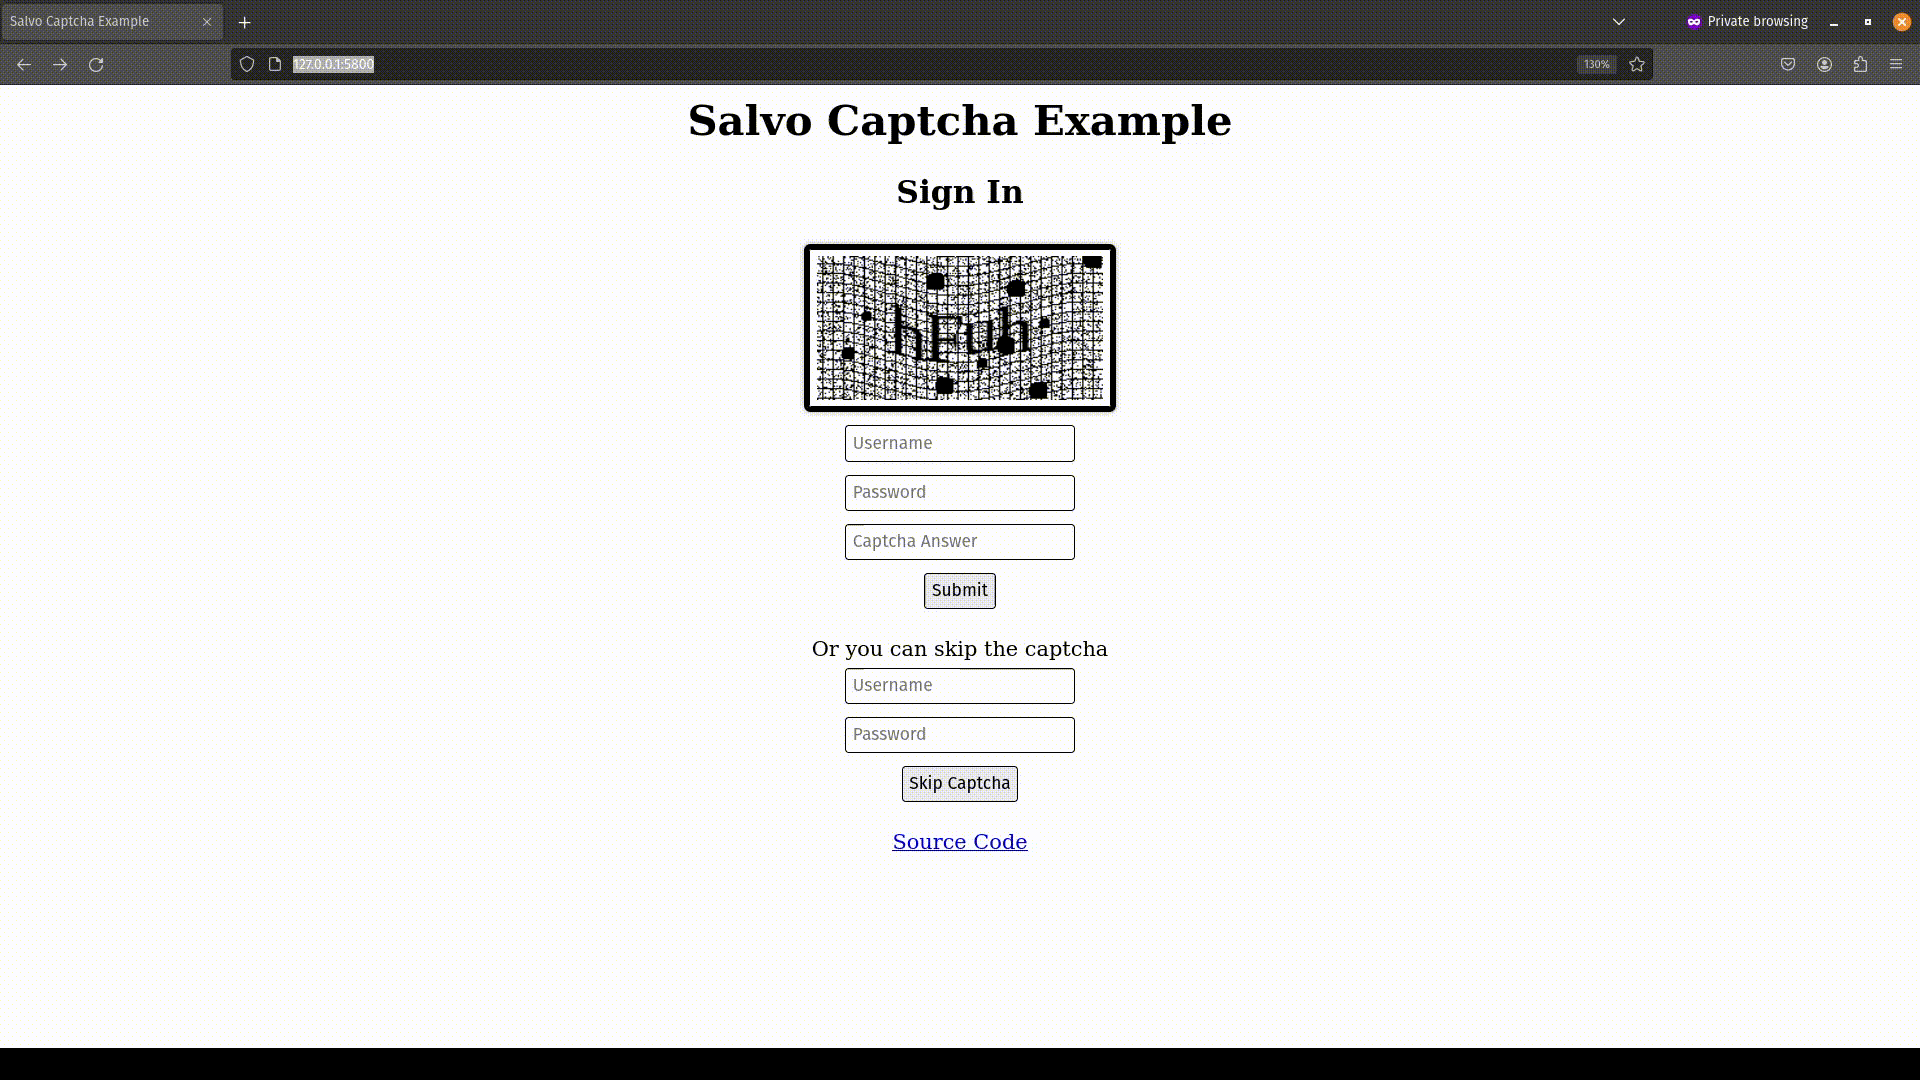 Salvo Captcha Example
Private browsing
127.0.0.1:5800
130%
Salvo Captcha Example
Sign In
hFuh
Username
Password
Captcha Answer
Submit
Or you can skip the captcha
Username
Password
Skip Captcha
Source Code